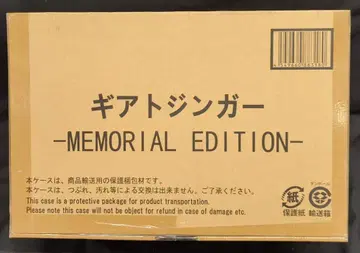 ギアトジンガー
-MEMORIAL EDITION-
本ケースは、商品輸送用の保護梱包材です。
本ケースは、つぶれ、汚れ等による交換は出来ません。ご了承ください。
This case is a protective package for product transportation.
Please note this case will not be object for refund in case of damage etc.
紙
保護紙 輸送箱